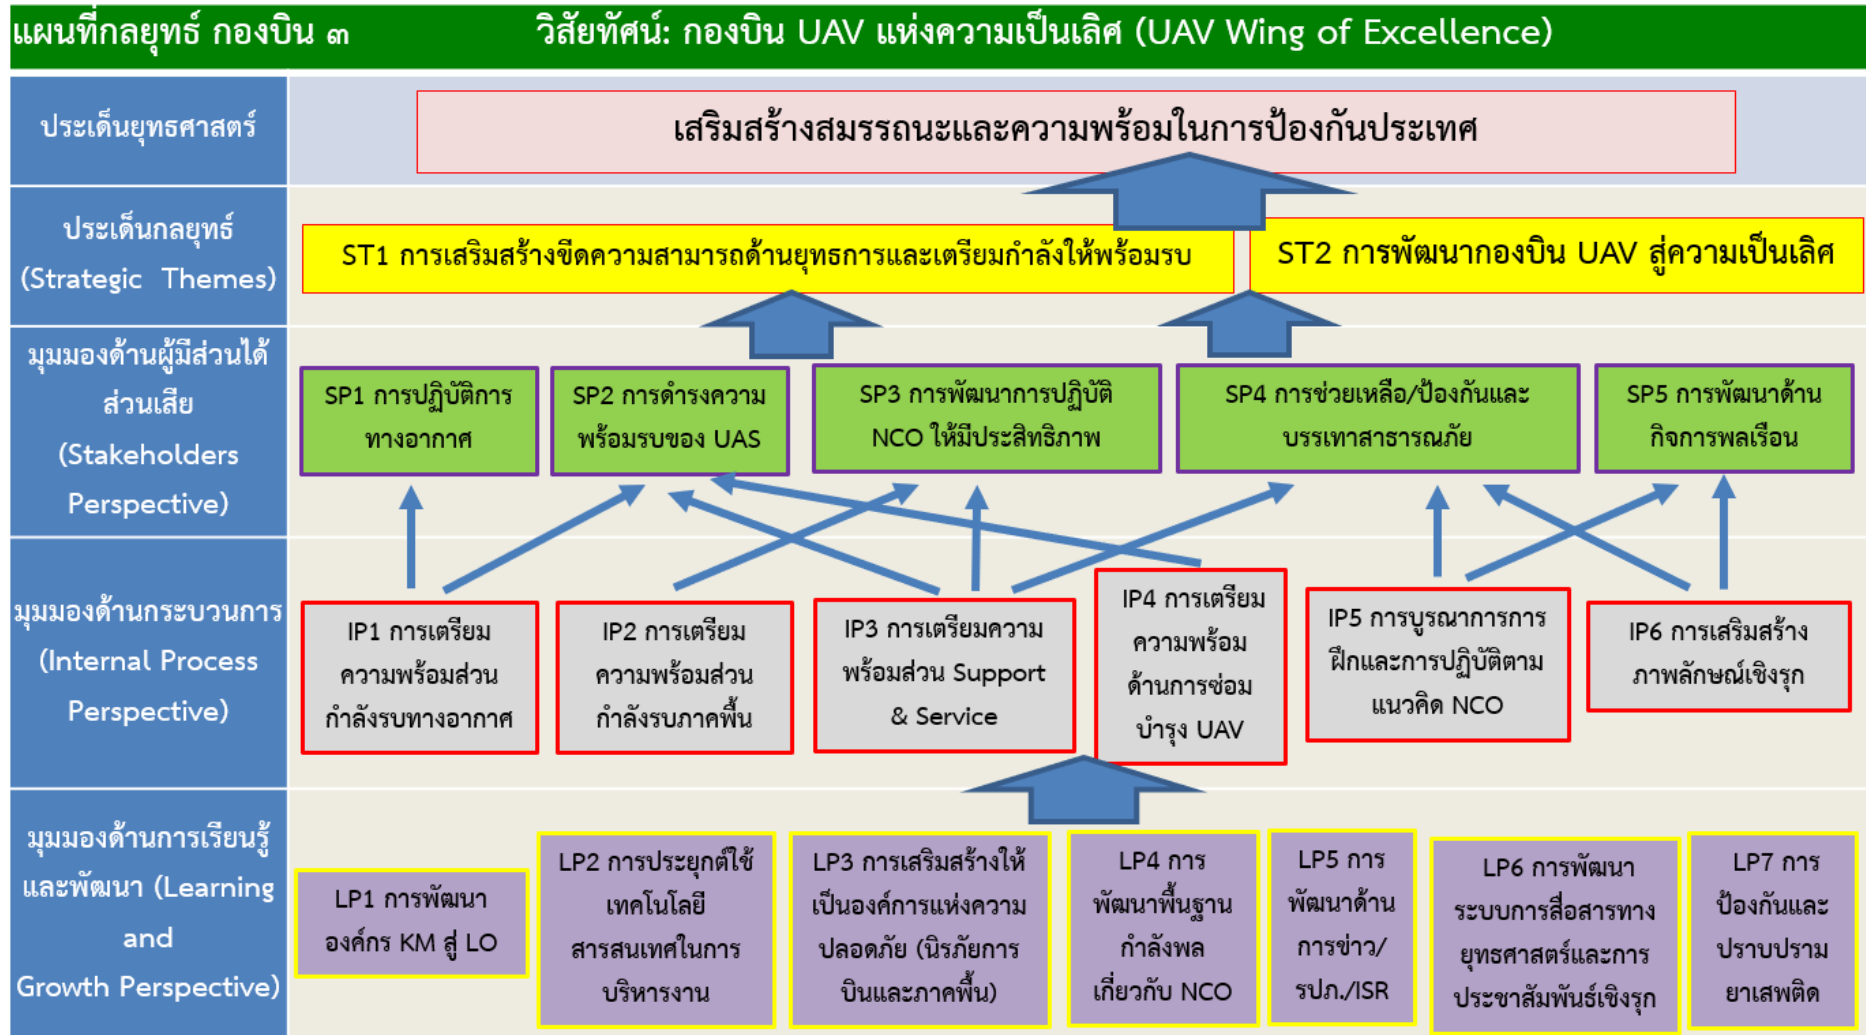 แผนที่กลยุทธ์ กองบิน ๓
วิสัยทัศน์: กองบิน UAV แห่งความเป็นเลิศ (UAV Wing of Excellence)
ประเด็นยุทธศาสตร์
เสริมสร้างสมรรถนะและความพร้อมในการป้องกันประเทศ
ประเด็นกลยุทธ์
(Strategic Themes)
ST1 การเสริมสร้างขีดความสามารถด้านยุทธการและเตรียมกำลังให้พร้อมรบ
ST2 การพัฒนากองบิน UAV สู่ความเป็นเลิศ
มุมมองด้านผู้มีส่วนได้
ส่วนเสีย
(Stakeholders
Perspective)
SP1 การปฏิบัติการ
ทางอากาศ
SP2 การดำรงความ
พร้อมรบของ UAS
SP3 การพัฒนาการปฏิบัติ
NCO ให้มีประสิทธิภาพ
SP4 การช่วยเหลือ/ป้องกันและ
บรรเทาสาธารณภัย
SP5 การพัฒนาด้าน
กิจการพลเรือน
มุมมองด้านกระบวนการ
(Internal Process
Perspective)
IP1 การเตรียม
ความพร้อมส่วน
กำลังรบทางอากาศ
IP2 การเตรียม
ความพร้อมส่วน
กำลังรบภาคพื้น
IP3 การเตรียมความ
พร้อมส่วน Support
& Service
IP4 การเตรียม
ความพร้อม
ด้านการซ่อม
บำรุง UAV
IP5 การบูรณาการการ
ฝึกและการปฏิบัติตาม
แนวคิด NCO
IP6 การเสริมสร้าง
ภาพลักษณ์เชิงรุก
มุมมองด้านการเรียนรู้
และพัฒนา (Learning
and
Growth Perspective)
LP1 การพัฒนา
องค์กร KM สู่ LO
LP2 การประยุกต์ใช้
เทคโนโลยี
สารสนเทศในการ
บริหารงาน
LP3 การเสริมสร้างให้
เป็นองค์การแห่งความ
ปลอดภัย (นิรภัยการ
บินและภาคพื้น)
LP4 การ
พัฒนาพื้นฐาน
กำลังพล
เกี่ยวกับ NCO
LP5 การ
พัฒนาด้าน
การข่าว/
รปภ./ISR
LP6 การพัฒนา
ระบบการสื่อสารทาง
ยุทธศาสตร์และการ
ประชาสัมพันธ์เชิงรุก
LP7 การ
ป้องกันและ
ปราบปราม
ยาเสพติด